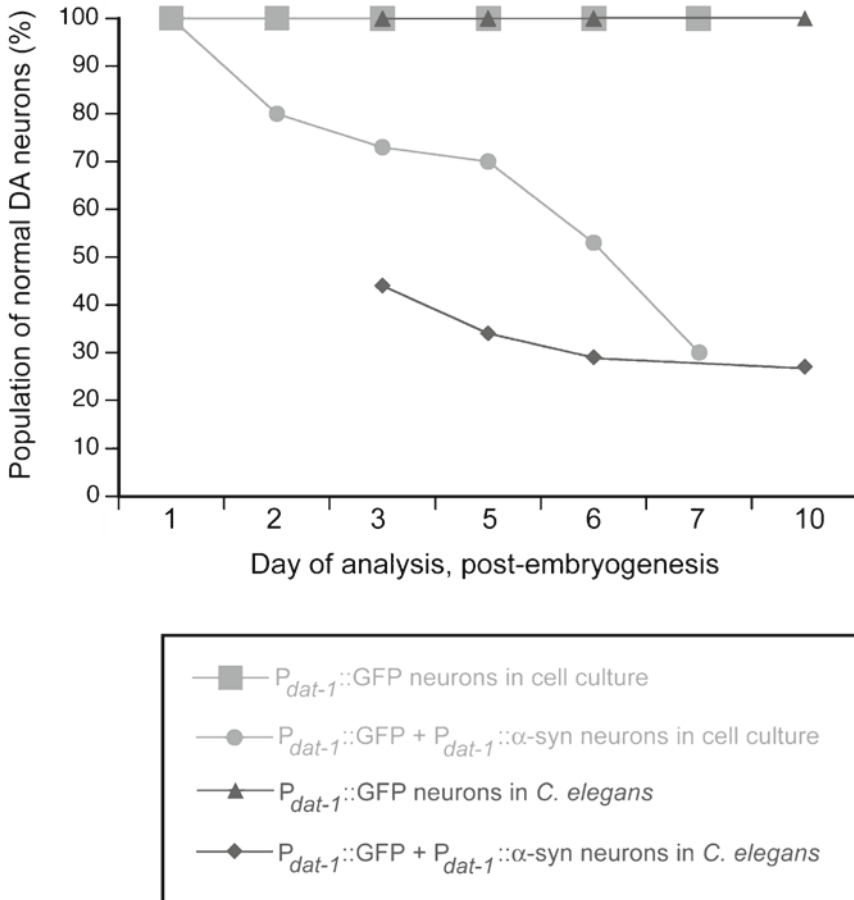 Population of normal DA neurons (%)
100
90
80
70
60
50
40
30
20
10
0
1 2 3 5 6 7 10
Day of analysis, post-embryogenesis
Pdat-1::GFP neurons in cell culture
Pdat-1::GFP + Pdat-1::α-syn neurons in cell culture
Pdat-1::GFP neurons in C. elegans
Pdat-1::GFP + Pdat-1::α-syn neurons in C. elegans